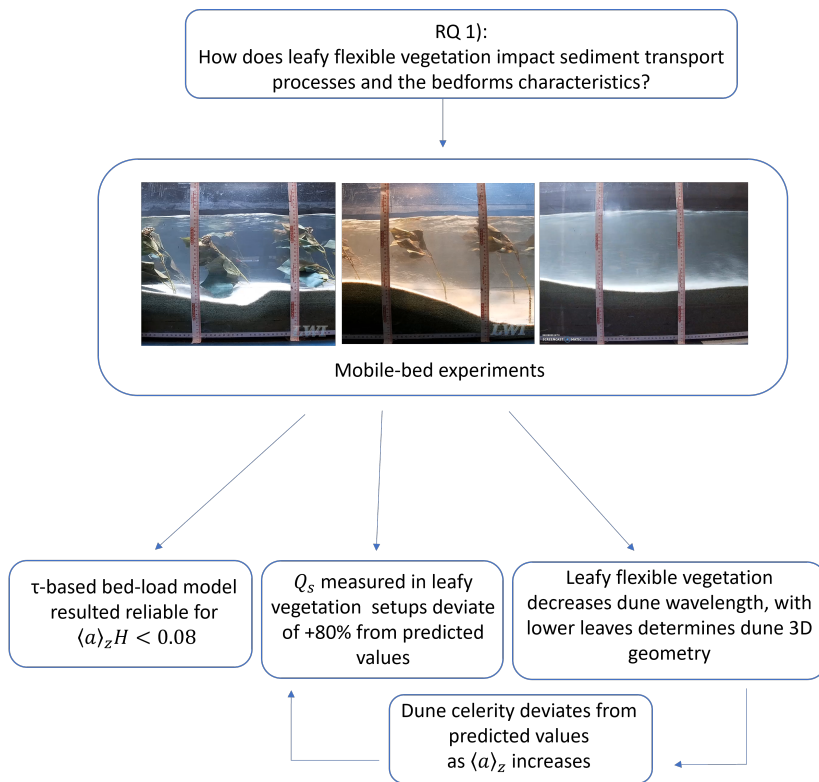 RQ 1):
How does leafy flexible vegetation impact sediment transport
processes and the bedforms characteristics?
LWI
LWI
Mobile-bed experiments
τ-based bed-load model
resulted reliable for
⟨a⟩_z H < 0.08
Q_s measured in leafy
vegetation setups deviate
of +80% from predicted
values
Leafy flexible vegetation
decreases dune wavelength, with
lower leaves determines dune 3D
geometry
Dune celerity deviates from
predicted values
as ⟨a⟩_z increases